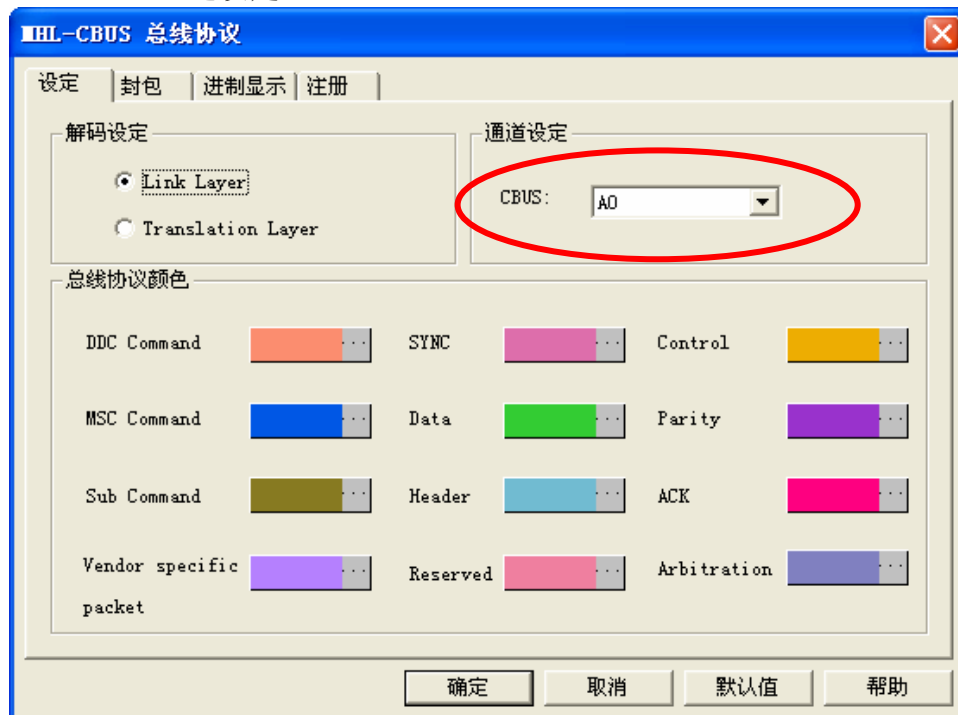 MHL-CBUS 总线协议
设定 封包 进制显示 注册
解码设定
Link Layer
Translation Layer
通道设定
CBUS: A0
总线协议颜色
DDC Command ... SYNC ... Control ...
MSC Command ... Data ... Parity ...
Sub Command ... Header ... ACK ...
Vendor specific packet ... Reserved ... Arbitration ...
确定 取消 默认值 帮助